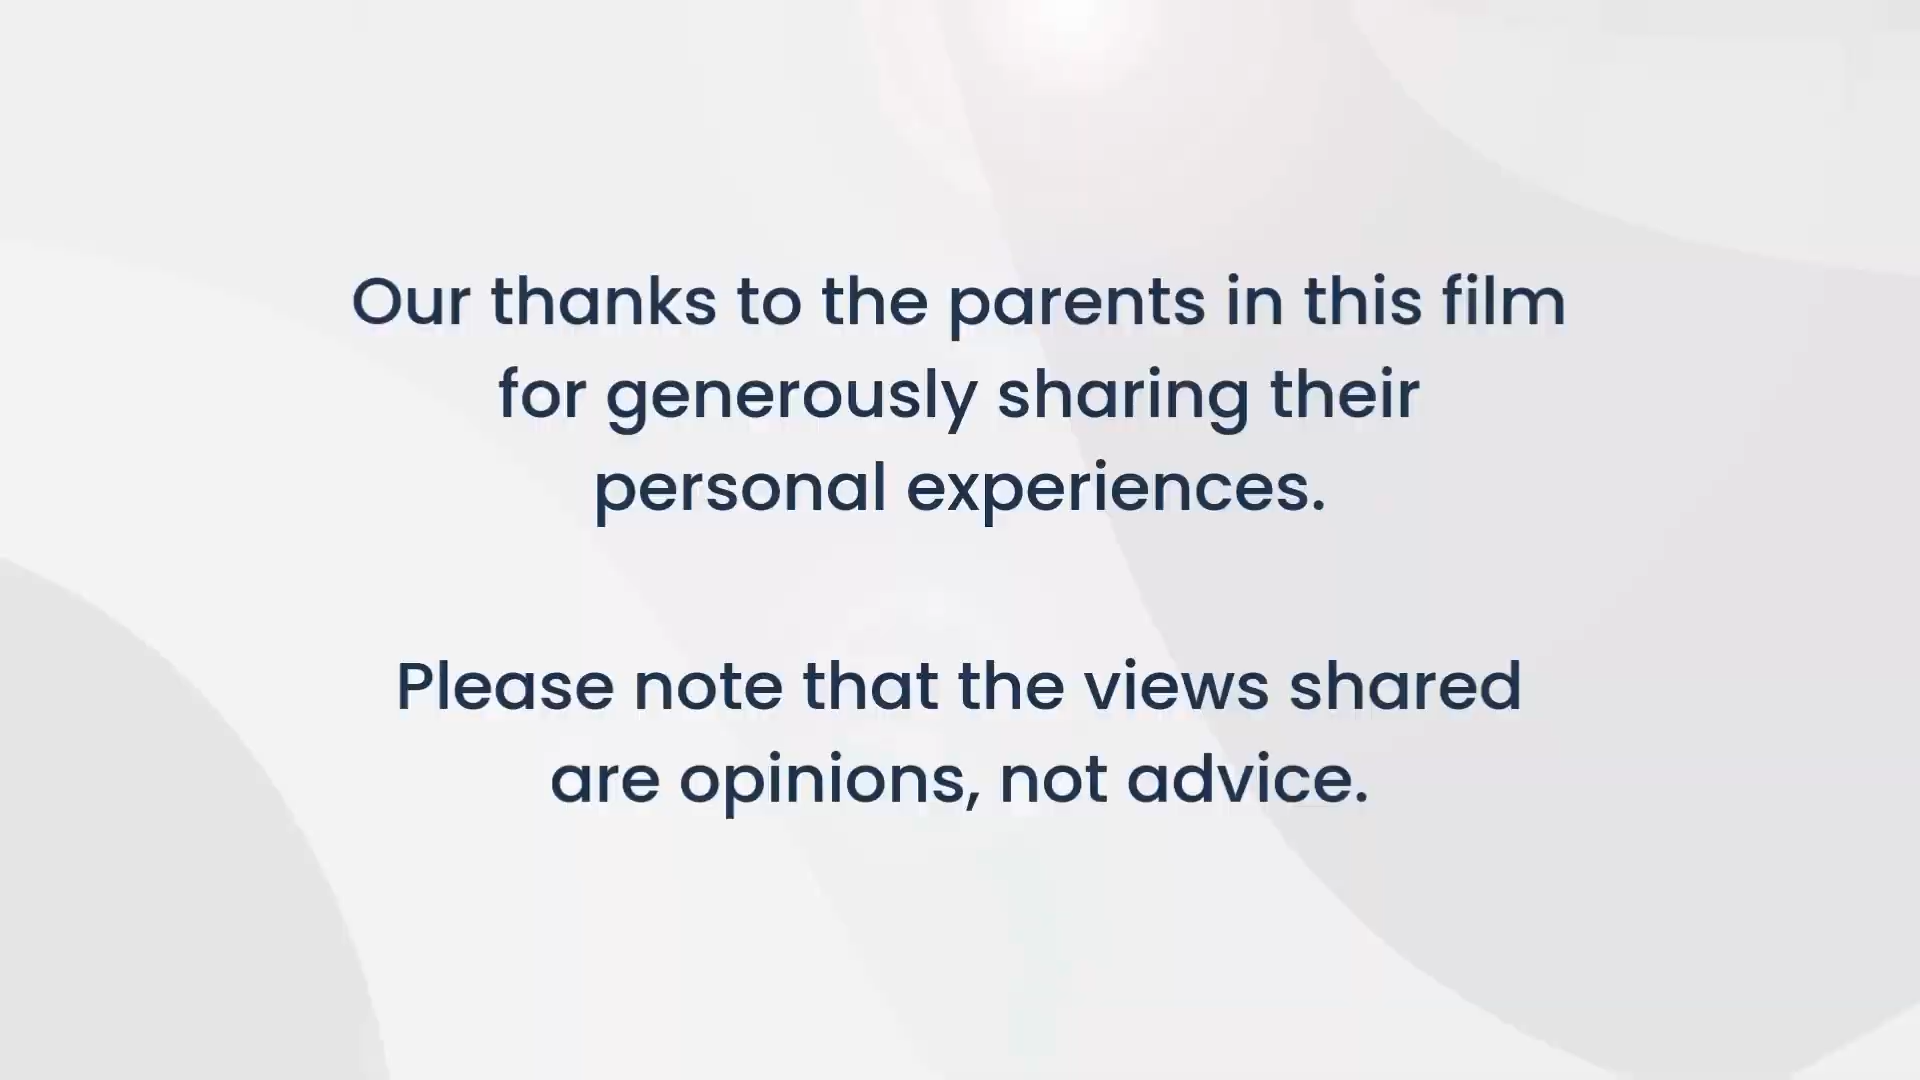 Our thanks to the parents in this film
for generously sharing their
personal experiences.
Please note that the views shared
are opinions, not advice.